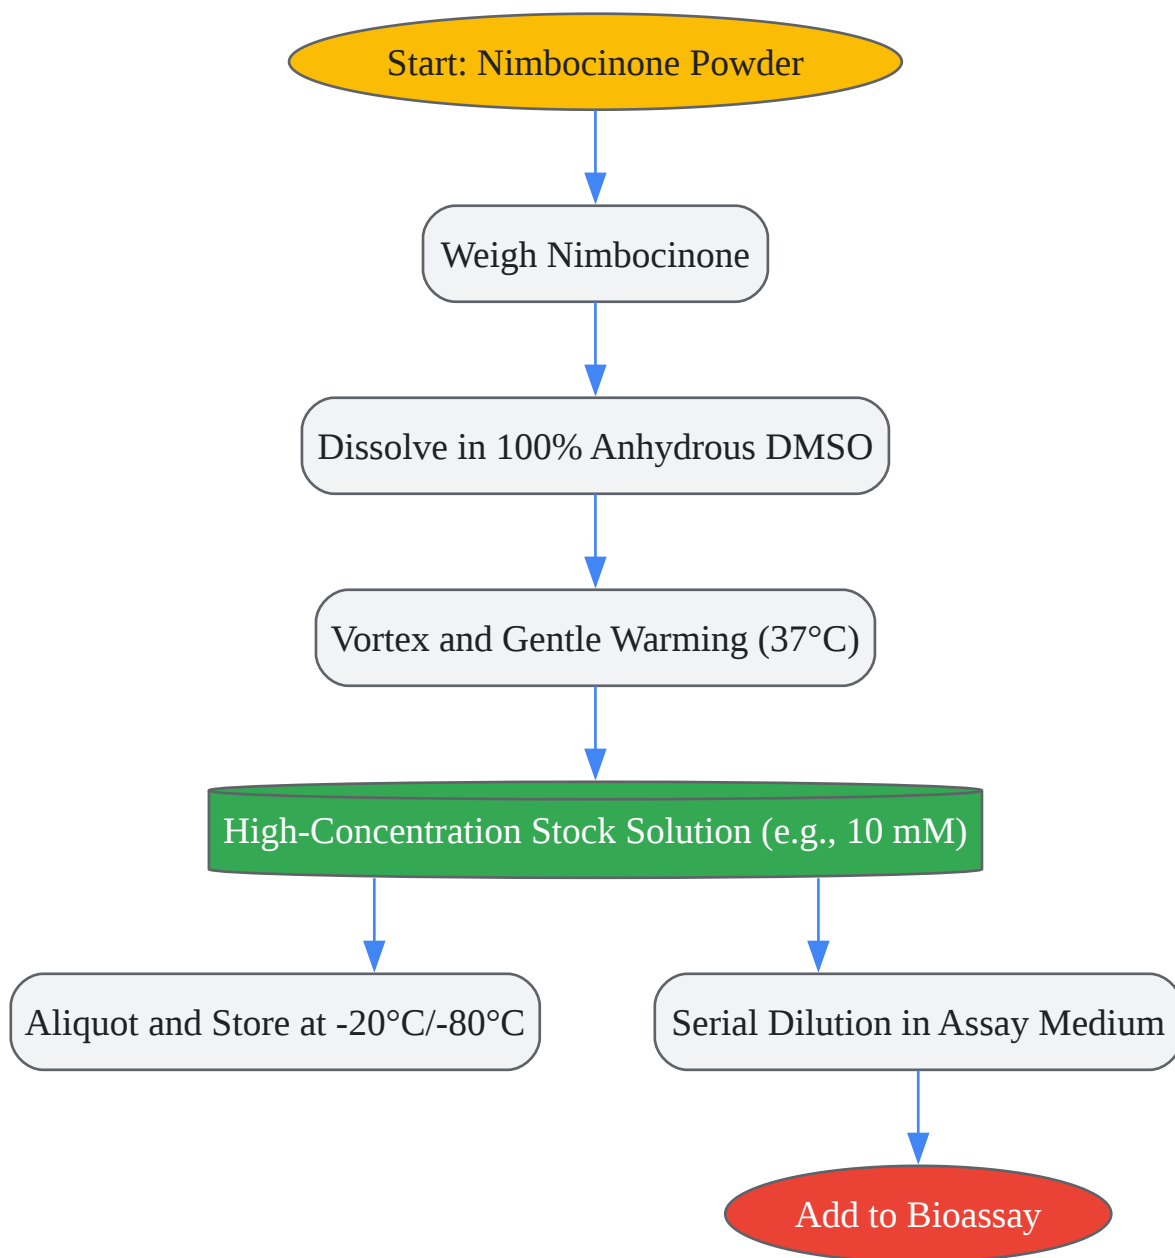 Start: Nimbocinone Powder
Weigh Nimbocinone
Dissolve in 100% Anhydrous DMSO
Vortex and Gentle Warming (37°C)
High-Concentration Stock Solution (e.g., 10 mM)
Aliquot and Store at -20°C/-80°C
Serial Dilution in Assay Medium
Add to Bioassay